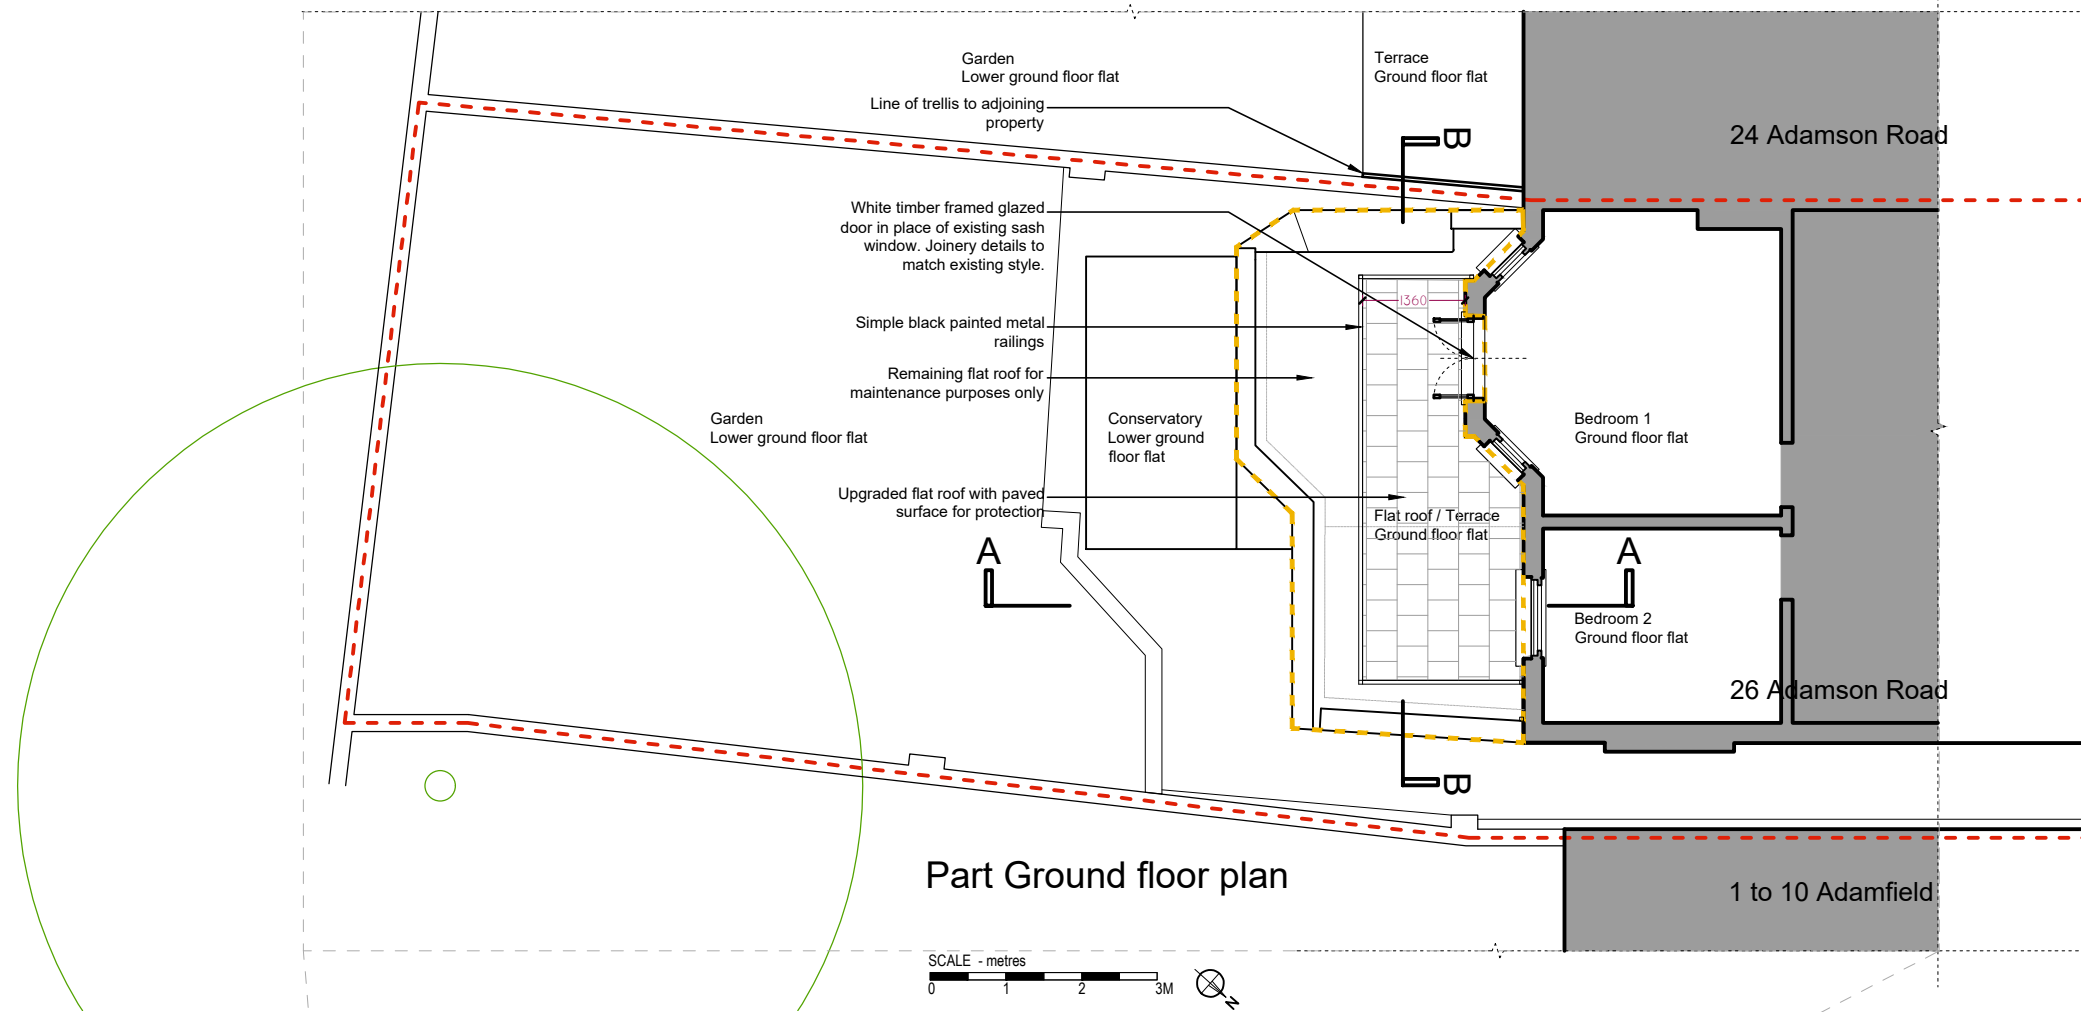 Garden
Lower ground floor flat
Terrace
Ground floor flat
Line of trellis to adjoining
property
B
24 Adamson Road
White timber framed glazed
door in place of existing sash
window. Joinery details to
match existing style.
1360
Simple black painted metal
railings
Remaining flat roof for
maintenance purposes only
Garden
Lower ground floor flat
Conservatory
Lower ground
floor flat
Bedroom 1
Ground floor flat
Upgraded flat roof with paved
surface for protection
Flat roof / Terrace
Ground floor flat
A
A
Bedroom 2
Ground floor flat
26 Adamson Road
B
Part Ground floor plan
1 to 10 Adamfield
SCALE - metres
0 1 2 3M
N